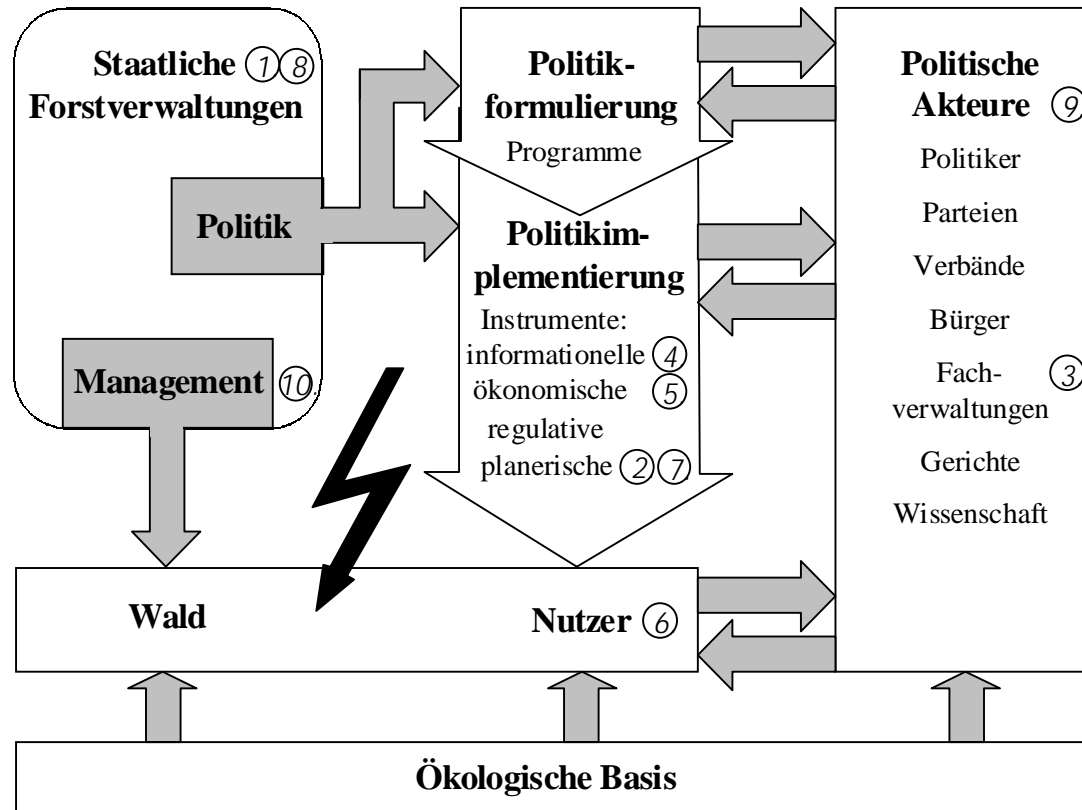 Staatliche ① ⑧
Forstverwaltungen
Politik
Management ⑩
Politik-
formulierung
Programme
Politikim-
plementierung
Instrumente:
informationelle ④
ökonomische ⑤
regulative
planerische ② ⑦
Politische
Akteure ⑨
Politiker
Parteien
Verbände
Bürger
Fach- ③
verwaltungen
Gerichte
Wissenschaft
Wald
Nutzer ⑥
Ökologische Basis